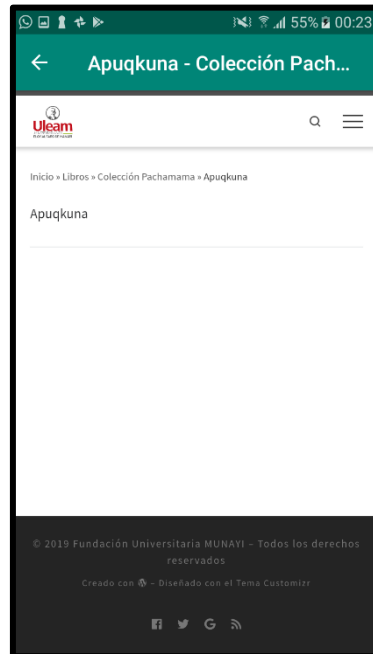 55% 00:23
Apuqkuna - Colección Pach...
Uleam
Inicio » Libros » Colección Pachamama » Apuqkuna
Apuqkuna
© 2019 Fundación Universitaria MUNAYI – Todos los derechos
reservados
Creado con – Diseñado con el Tema Customizr